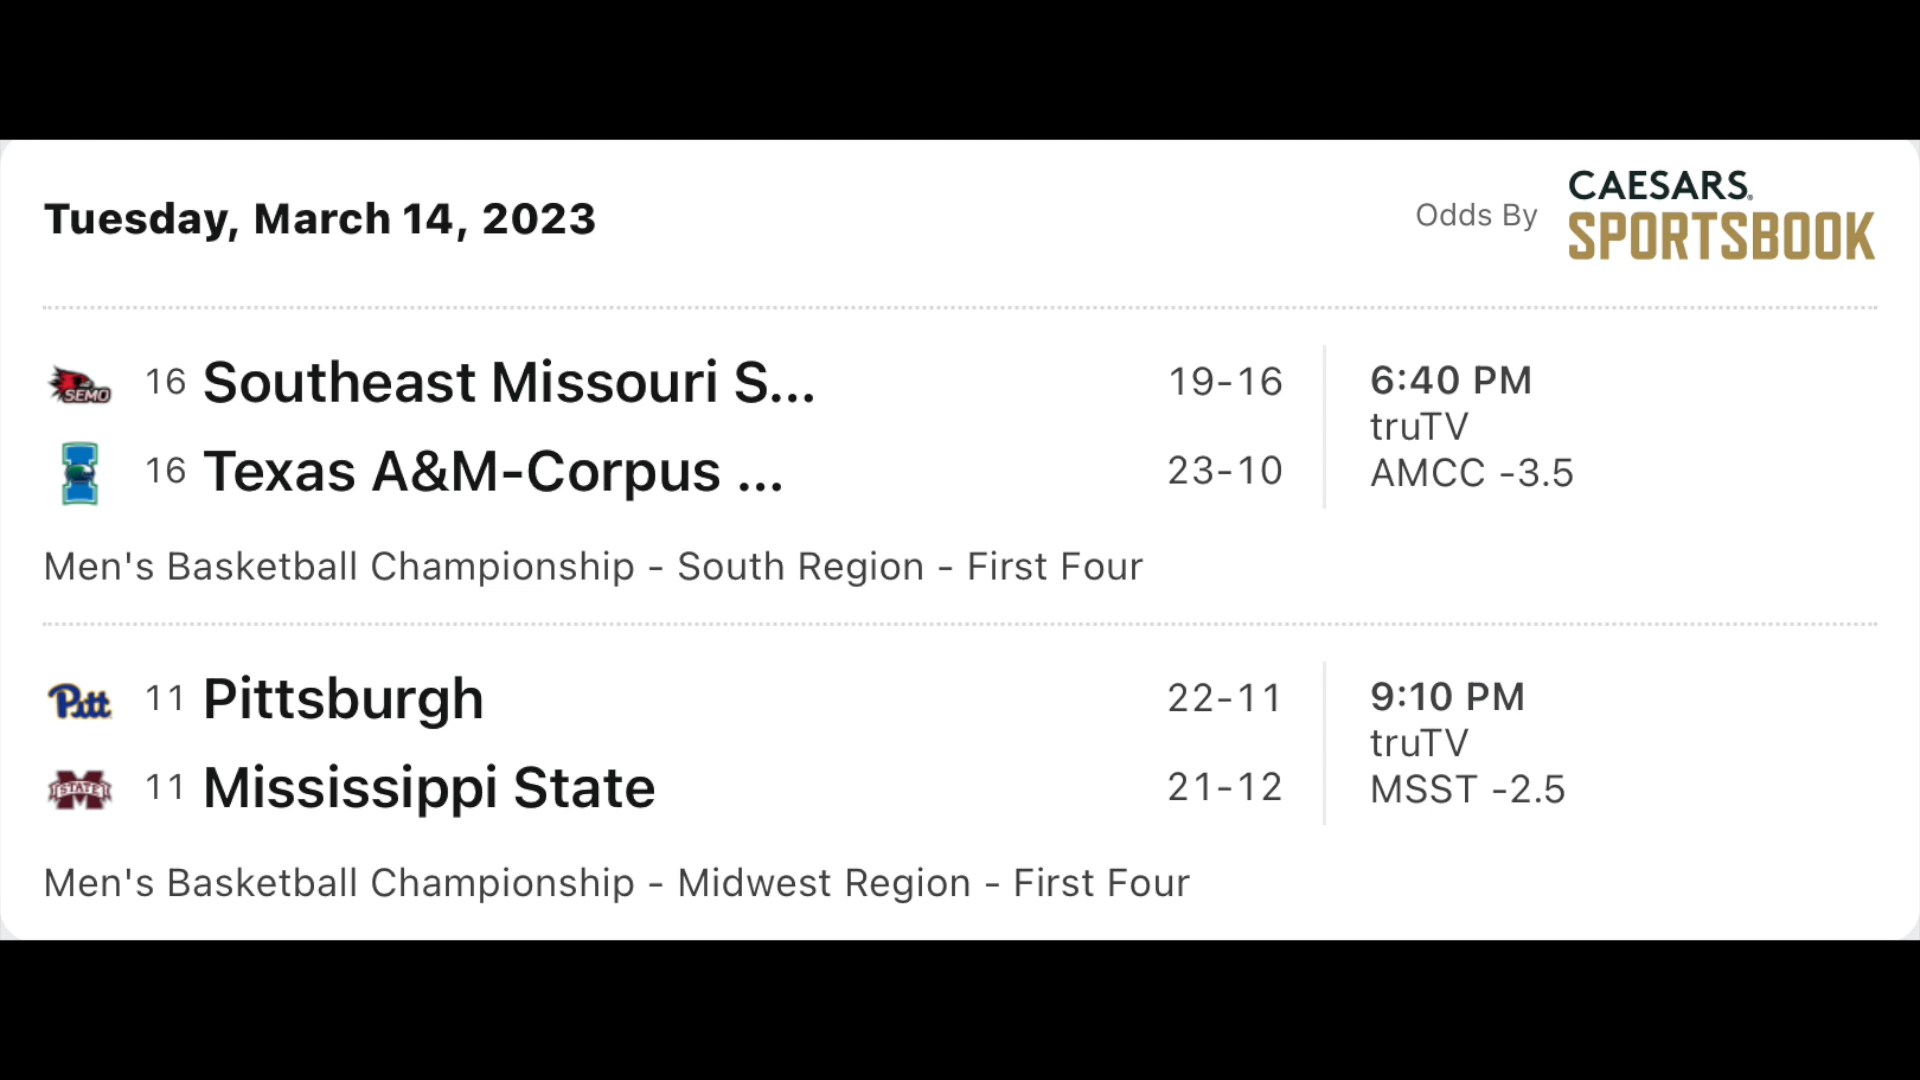 Tuesday, March 14, 2023
Odds By
CAESARS
SPORTSBOOK
SEMO
16 Southeast Missouri S... 19-16
16 Texas A&M-Corpus ... 23-10
6:40 PM
truTV
AMCC -3.5
Men's Basketball Championship - South Region - First Four
Pitt
11 Pittsburgh 22-11
STATE
11 Mississippi State 21-12
9:10 PM
truTV
MSST -2.5
Men's Basketball Championship - Midwest Region - First Four